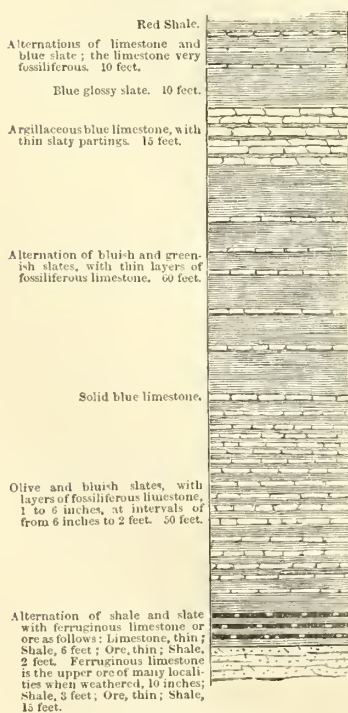 Red Shale.
Alternations of limestone and
blue slate ; the limestone very
fossiliferous. 10 feet.
Blue glossy slate. 10 feet.
Argillaceous blue limestone, with
thin slaty partings. 15 feet.
Alternation of bluish and green-
ish slates, with thin layers of
fossiliferous limestone. 60 feet.
Solid blue limestone.
Olive and bluish slates, with
layers of fossiliferous limestone,
1 to 6 inches, at intervals of
from 6 inches to 2 feet. 50 feet.
Alternation of shale and slate
with ferruginous limestone or
ore as follows : Limestone, thin ;
Shale, 6 feet ; Ore, thin ; Shale,
2 feet. Ferruginous limestone
is the upper ore of many locali-
ties when weathered, 10 inches;
Shale, 3 feet ; Ore, thin ; Shale,
15 feet.